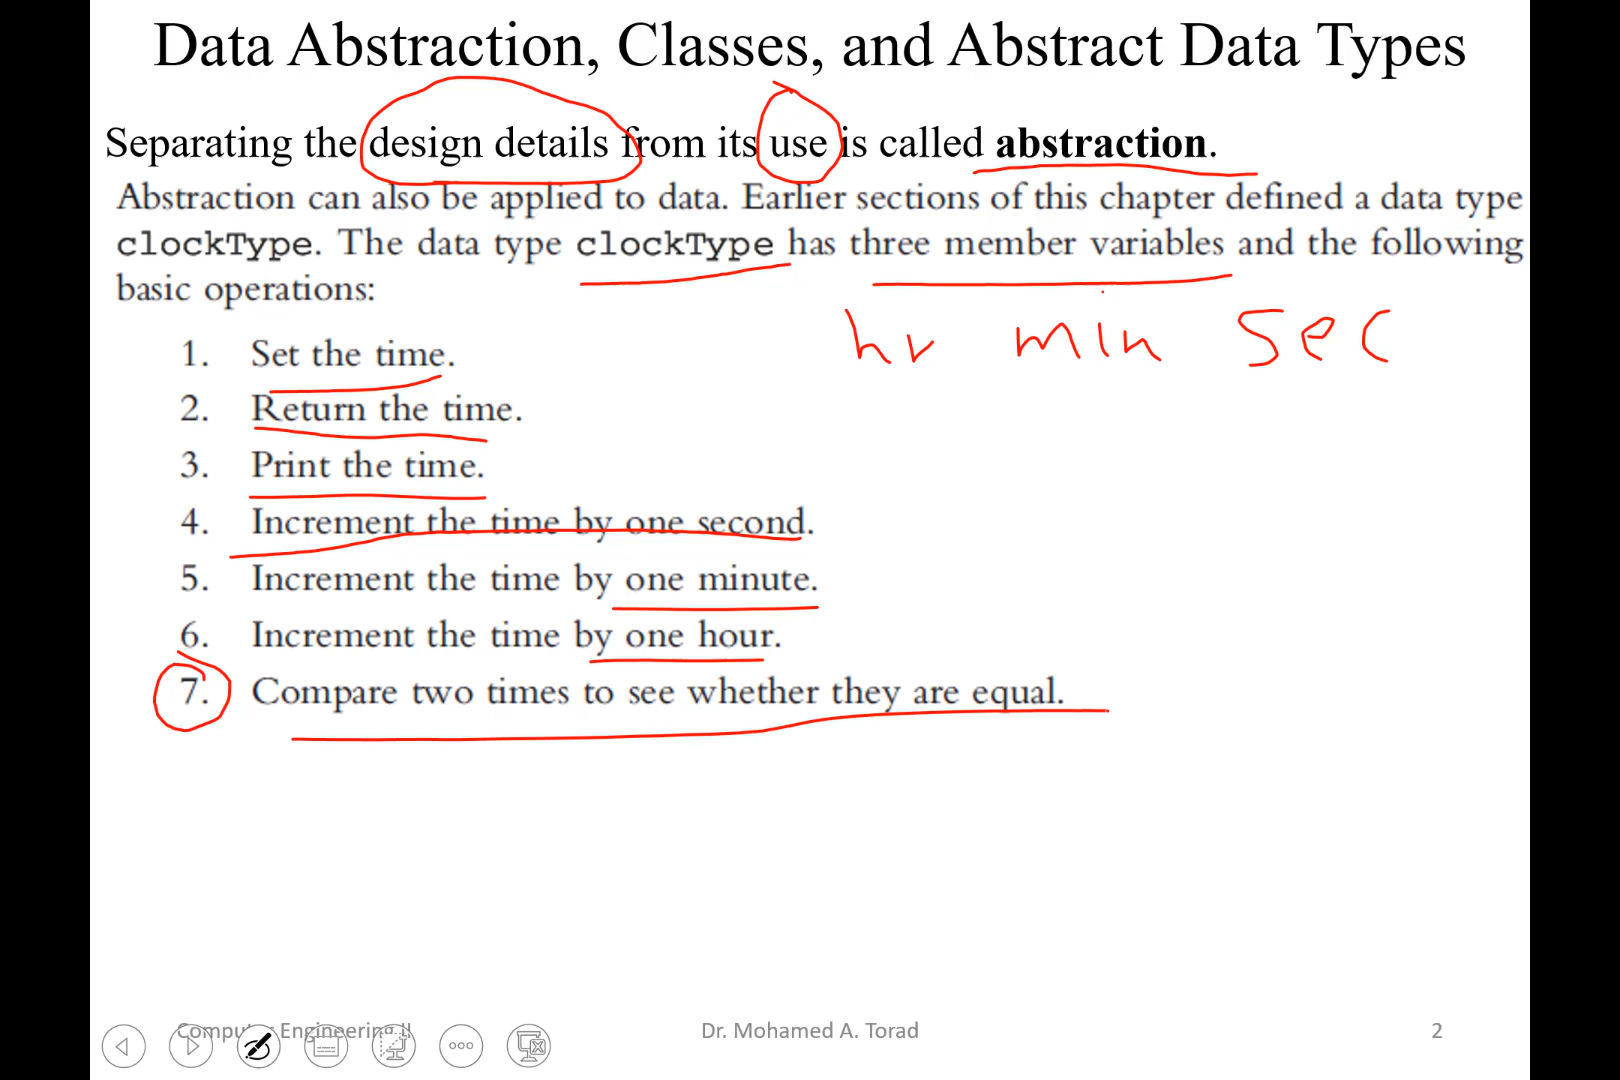 Data Abstraction, Classes, and Abstract Data Types
Separating the design details from its use is called abstraction.
Abstraction can also be applied to data. Earlier sections of this chapter defined a data type
clockType. The data type clockType has three member variables and the following
basic operations:
hr min sec
1. Set the time.
2. Return the time.
3. Print the time.
4. Increment the time by one second.
5. Increment the time by one minute.
6. Increment the time by one hour.
7. Compare two times to see whether they are equal.
Computer Engineering II Dr. Mohamed A. Torad 2